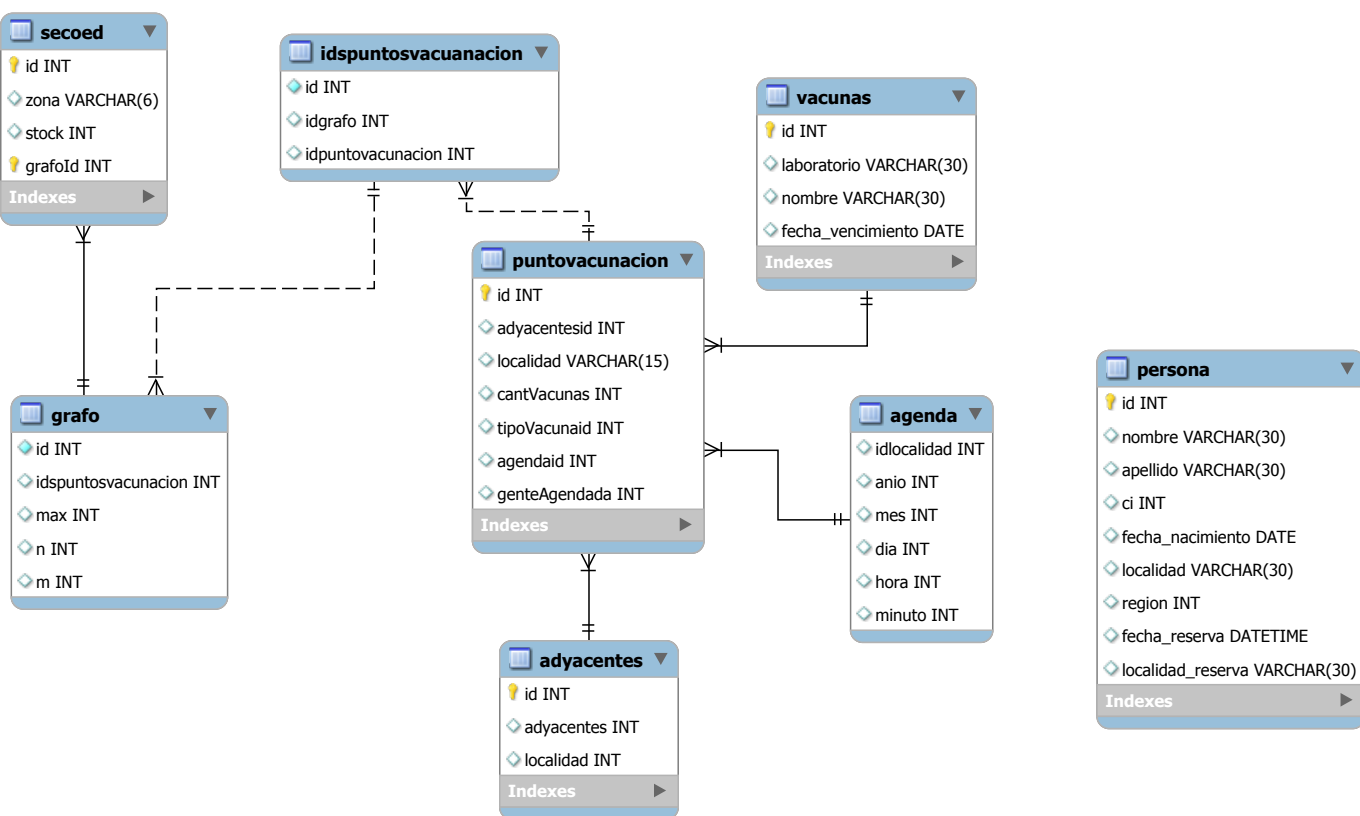 secoed
id INT
zona VARCHAR(6)
stock INT
grafoId INT
Indexes
idspuntosvacuanacion
id INT
idgrafo INT
idpuntovacunacion INT
vacunas
id INT
laboratorio VARCHAR(30)
nombre VARCHAR(30)
fecha_vencimiento DATE
Indexes
puntovacunacion
id INT
adyacentesid INT
localidad VARCHAR(15)
cantVacunas INT
tipoVacunaid INT
agendaid INT
genteAgendada INT
Indexes
persona
id INT
nombre VARCHAR(30)
apellido VARCHAR(30)
ci INT
fecha_nacimiento DATE
localidad VARCHAR(30)
region INT
fecha_reserva DATETIME
localidad_reserva VARCHAR(30)
Indexes
grafo
id INT
idspuntosvacunacion INT
max INT
n INT
m INT
agenda
idlocalidad INT
anio INT
mes INT
dia INT
hora INT
minuto INT
adyacentes
id INT
adyacentes INT
localidad INT
Indexes